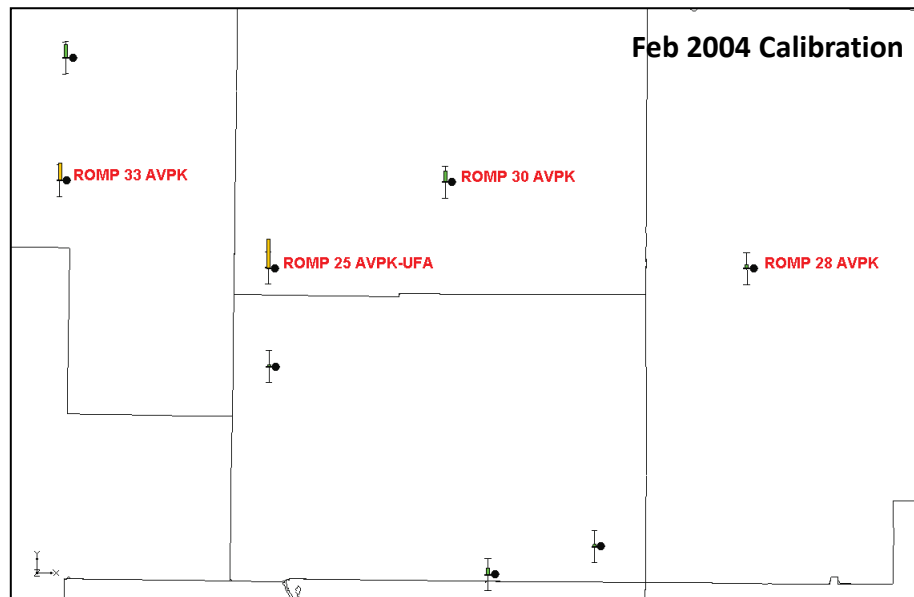 Feb 2004 Calibration
ROMP 33 AVPK
ROMP 30 AVPK
ROMP 25 AVPK-UFA
ROMP 28 AVPK
Y
Z X